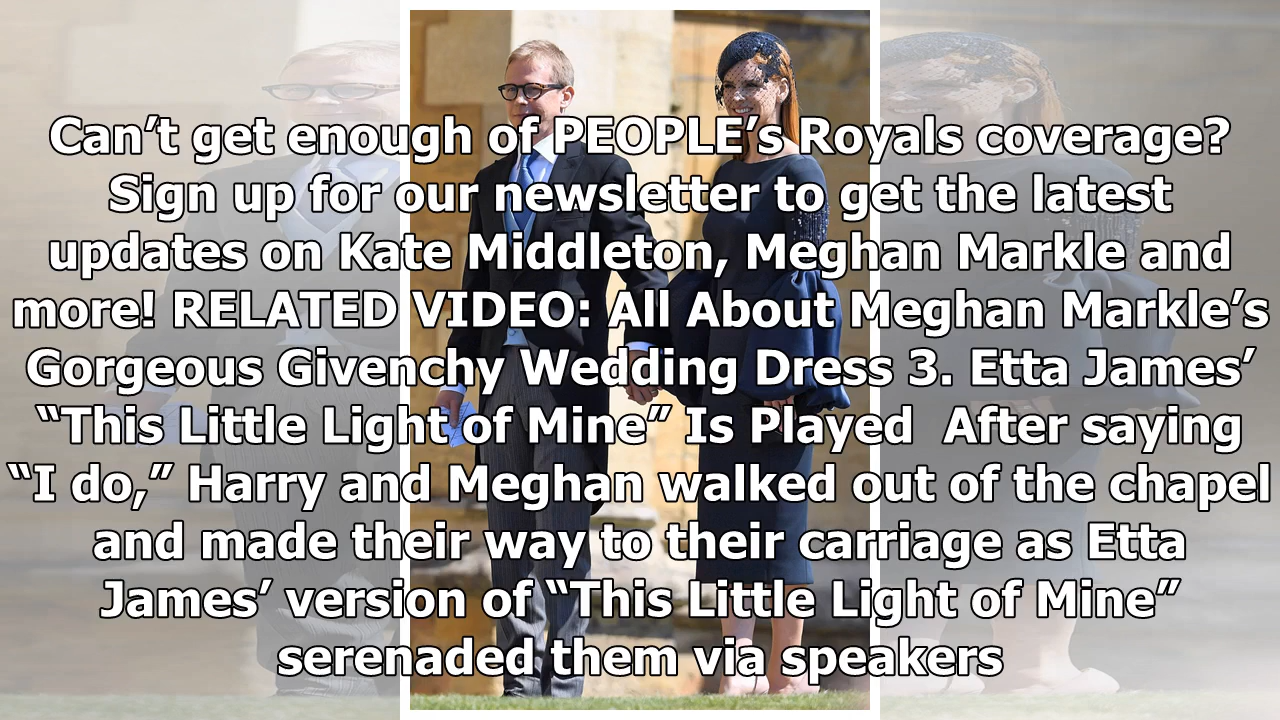 Can’t get enough of PEOPLE’s Royals coverage?
Sign up for our newsletter to get the latest
updates on Kate Middleton, Meghan Markle and
more! RELATED VIDEO: All About Meghan Markle’s
Gorgeous Givenchy Wedding Dress 3. Etta James’
“This Little Light of Mine” Is Played  After saying
“I do,” Harry and Meghan walked out of the chapel
and made their way to their carriage as Etta
James’ version of “This Little Light of Mine”
serenaded them via speakers